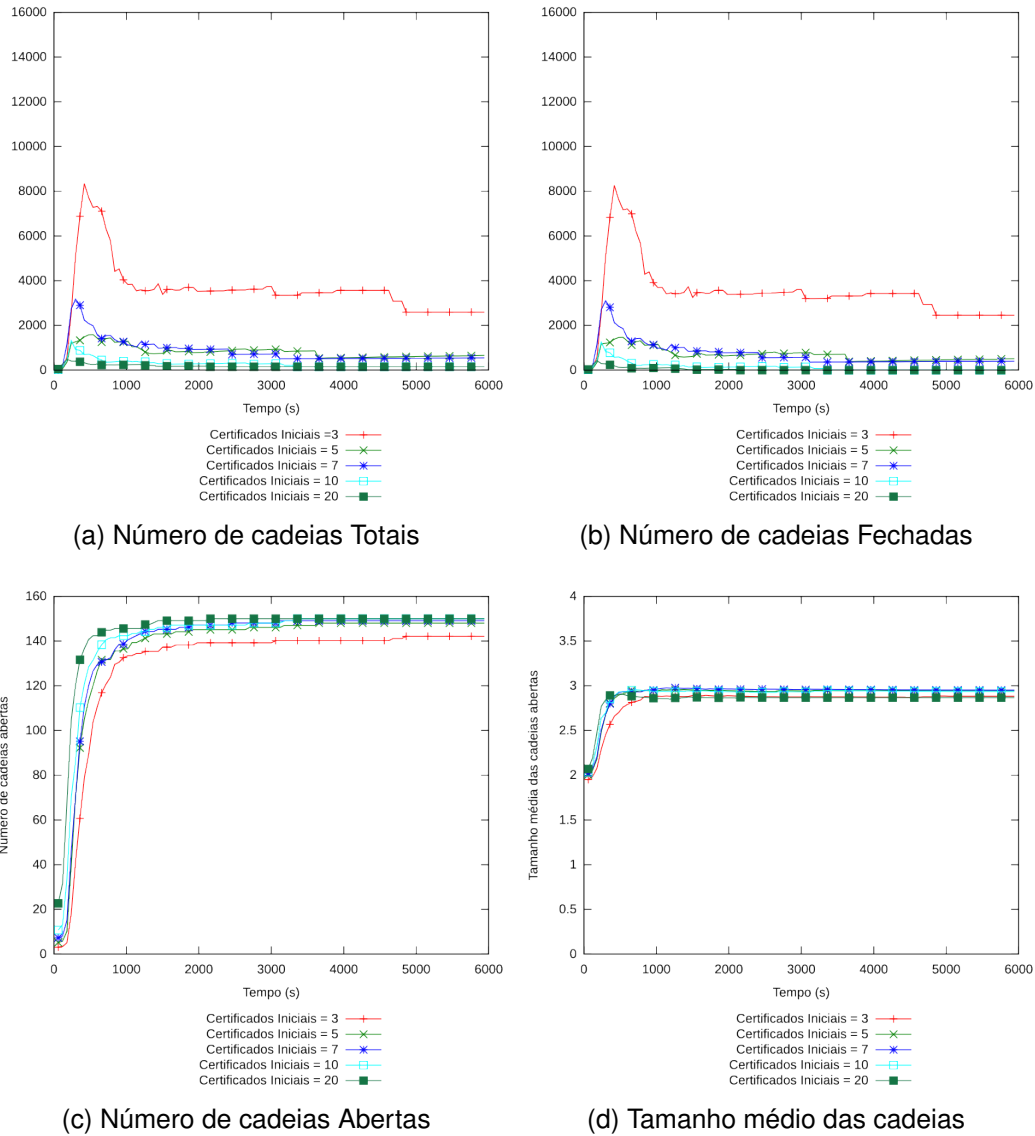 16000
14000
12000
10000
8000
6000
4000
2000
0
0 1000 2000 3000 4000 5000 6000
Tempo (s)
Certificados Iniciais =3
Certificados Iniciais = 5
Certificados Iniciais = 7
Certificados Iniciais = 10
Certificados Iniciais = 20
(a) Número de cadeias Totais
16000
14000
12000
10000
8000
6000
4000
2000
0
0 1000 2000 3000 4000 5000 6000
Tempo (s)
Certificados Iniciais = 3
Certificados Iniciais = 5
Certificados Iniciais = 7
Certificados Iniciais = 10
Certificados Iniciais = 20
(b) Número de cadeias Fechadas
Número de cadeias abertas
160
140
120
100
80
60
40
20
0
0 1000 2000 3000 4000 5000 6000
Tempo (s)
Certificados Iniciais = 3
Certificados Iniciais = 5
Certificados Iniciais = 7
Certificados Iniciais = 10
Certificados Iniciais = 20
(c) Número de cadeias Abertas
Tamanho média das cadeias abertas
4
3.5
3
2.5
2
1.5
1
0.5
0
0 1000 2000 3000 4000 5000 6000
Tempo (s)
Certificados Iniciais = 3
Certificados Iniciais = 5
Certificados Iniciais = 7
Certificados Iniciais = 10
Certificados Iniciais = 20
(d) Tamanho médio das cadeias